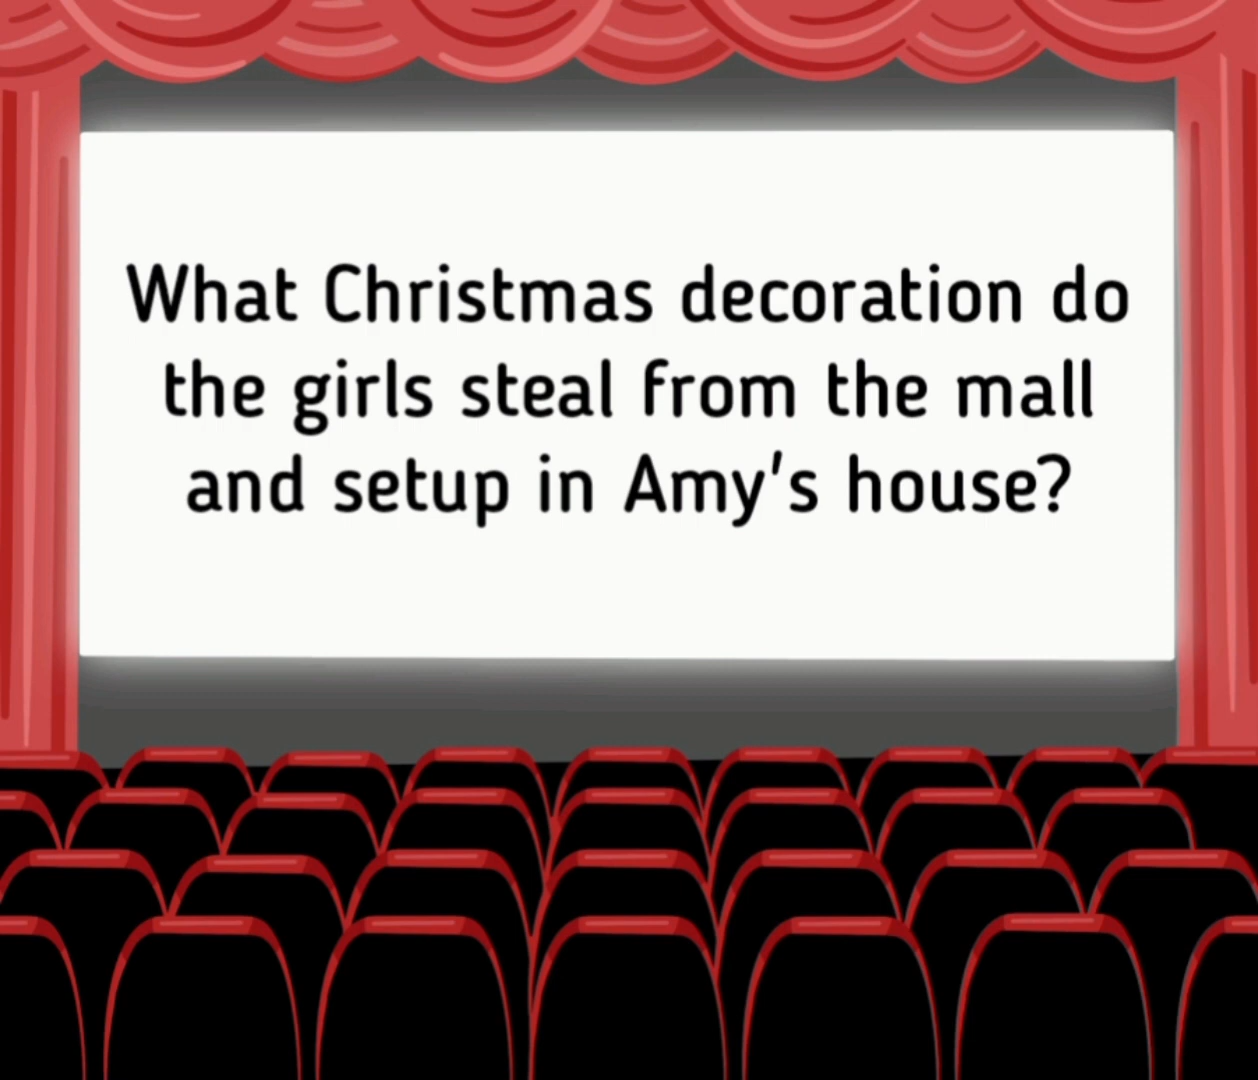 What Christmas decoration do
the girls steal from the mall
and setup in Amy's house?